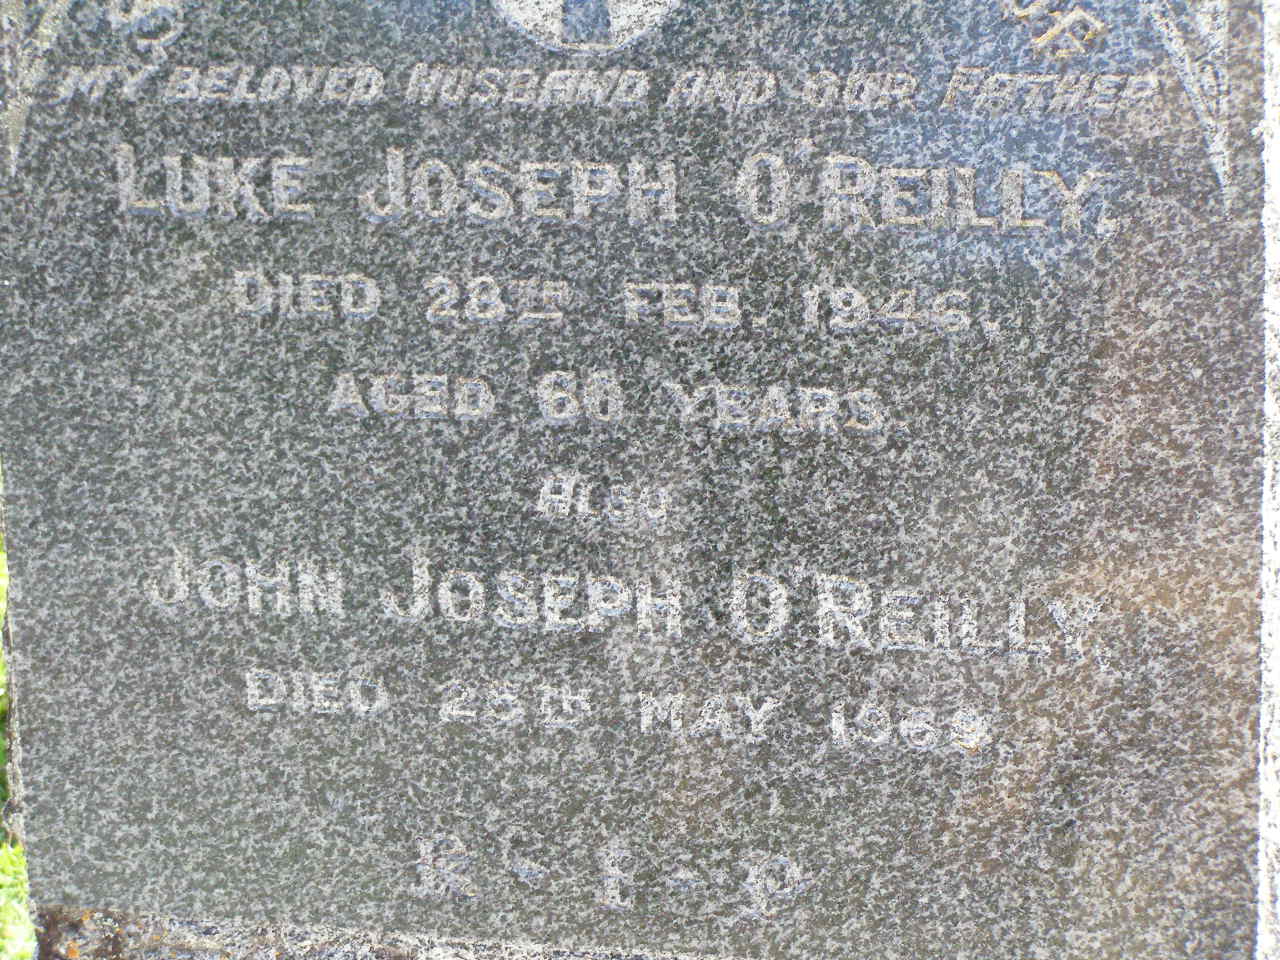 MY BELOVED HUSBAND AND OUR FATHER
LUKE JOSEPH O'REILLY,
DIED 28TH FEB. 1946.
AGED 60 YEARS.
ALSO
JOHN JOSEPH O'REILLY
DIED 25TH MAY 1969
R. I. P.